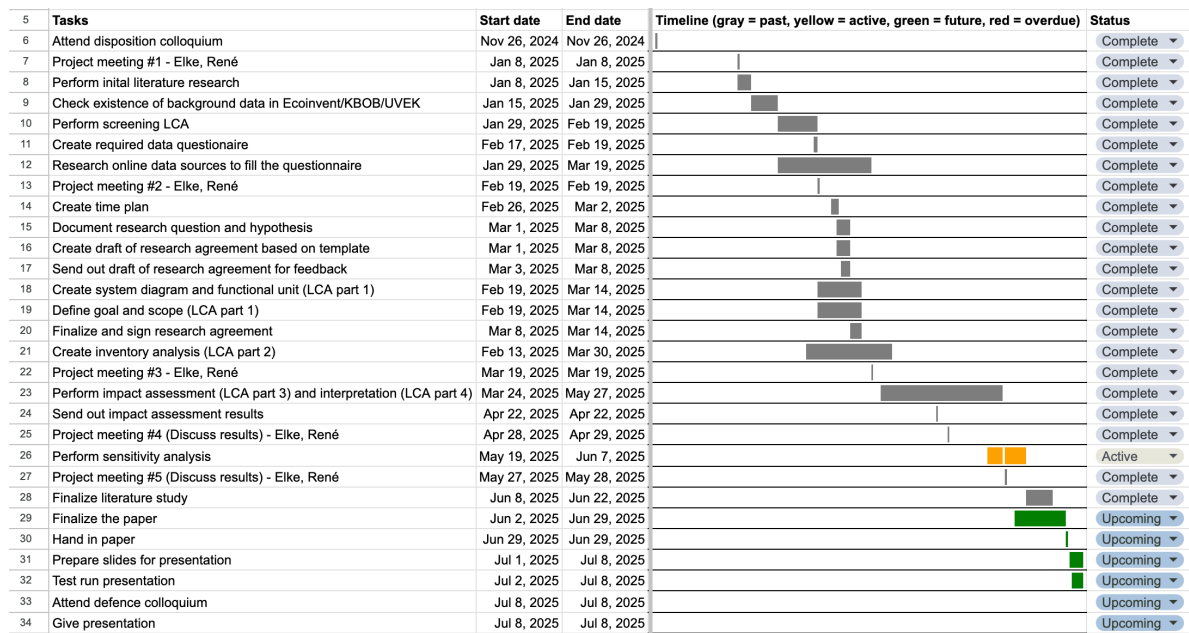 5 Tasks Start date End date Timeline (gray = past, yellow = active, green = future, red = overdue) Status
6 Attend disposition colloquium Nov 26, 2024 Nov 26, 2024 Complete
7 Project meeting #1 - Elke, René Jan 8, 2025 Jan 8, 2025 Complete
8 Perform inital literature research Jan 8, 2025 Jan 15, 2025 Complete
9 Check existence of background data in Ecoinvent/KBOB/UVEK Jan 15, 2025 Jan 29, 2025 Complete
10 Perform screening LCA Jan 29, 2025 Feb 19, 2025 Complete
11 Create required data questionaire Feb 17, 2025 Feb 19, 2025 Complete
12 Research online data sources to fill the questionnaire Jan 29, 2025 Mar 19, 2025 Complete
13 Project meeting #2 - Elke, René Feb 19, 2025 Feb 19, 2025 Complete
14 Create time plan Feb 26, 2025 Mar 2, 2025 Complete
15 Document research question and hypothesis Mar 1, 2025 Mar 8, 2025 Complete
16 Create draft of research agreement based on template Mar 1, 2025 Mar 8, 2025 Complete
17 Send out draft of research agreement for feedback Mar 3, 2025 Mar 8, 2025 Complete
18 Create system diagram and functional unit (LCA part 1) Feb 19, 2025 Mar 14, 2025 Complete
19 Define goal and scope (LCA part 1) Feb 19, 2025 Mar 14, 2025 Complete
20 Finalize and sign research agreement Mar 8, 2025 Mar 14, 2025 Complete
21 Create inventory analysis (LCA part 2) Feb 13, 2025 Mar 30, 2025 Complete
22 Project meeting #3 - Elke, René Mar 19, 2025 Mar 19, 2025 Complete
23 Perform impact assessment (LCA part 3) and interpretation (LCA part 4) Mar 24, 2025 May 27, 2025 Complete
24 Send out impact assessment results Apr 22, 2025 Apr 22, 2025 Complete
25 Project meeting #4 (Discuss results) - Elke, René Apr 28, 2025 Apr 29, 2025 Complete
26 Perform sensitivity analysis May 19, 2025 Jun 7, 2025 Active
27 Project meeting #5 (Discuss results) - Elke, René May 27, 2025 May 28, 2025 Complete
28 Finalize literature study Jun 8, 2025 Jun 22, 2025 Complete
29 Finalize the paper Jun 2, 2025 Jun 29, 2025 Upcoming
30 Hand in paper Jun 29, 2025 Jun 29, 2025 Upcoming
31 Prepare slides for presentation Jul 1, 2025 Jul 8, 2025 Upcoming
32 Test run presentation Jul 2, 2025 Jul 8, 2025 Upcoming
33 Attend defence colloquium Jul 8, 2025 Jul 8, 2025 Upcoming
34 Give presentation Jul 8, 2025 Jul 8, 2025 Upcoming